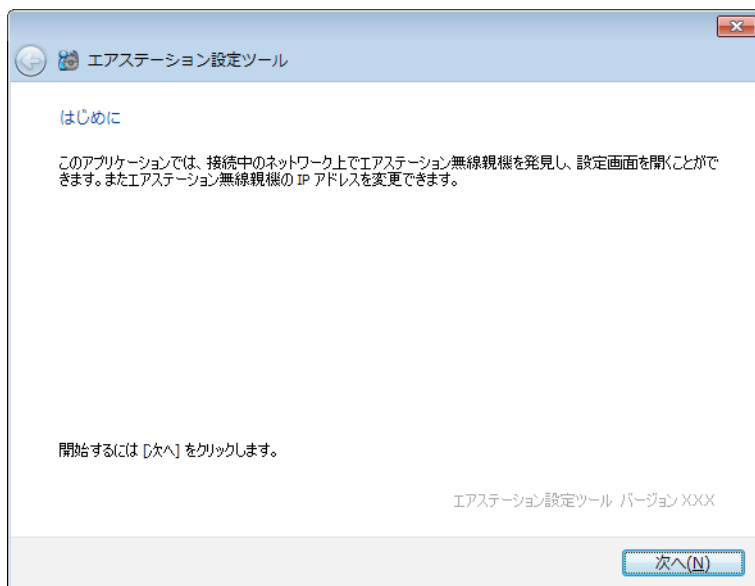 エアステーション設定ツール
はじめに
このアプリケーションでは、接続中のネットワーク上でエアステーション無線親機を発見し、設定画面を開くことがで
きます。またエアステーション無線親機の IP アドレスを変更できます。
開始するには [次へ] をクリックします。
エアステーション設定ツール バージョン XXX
次へ(N)